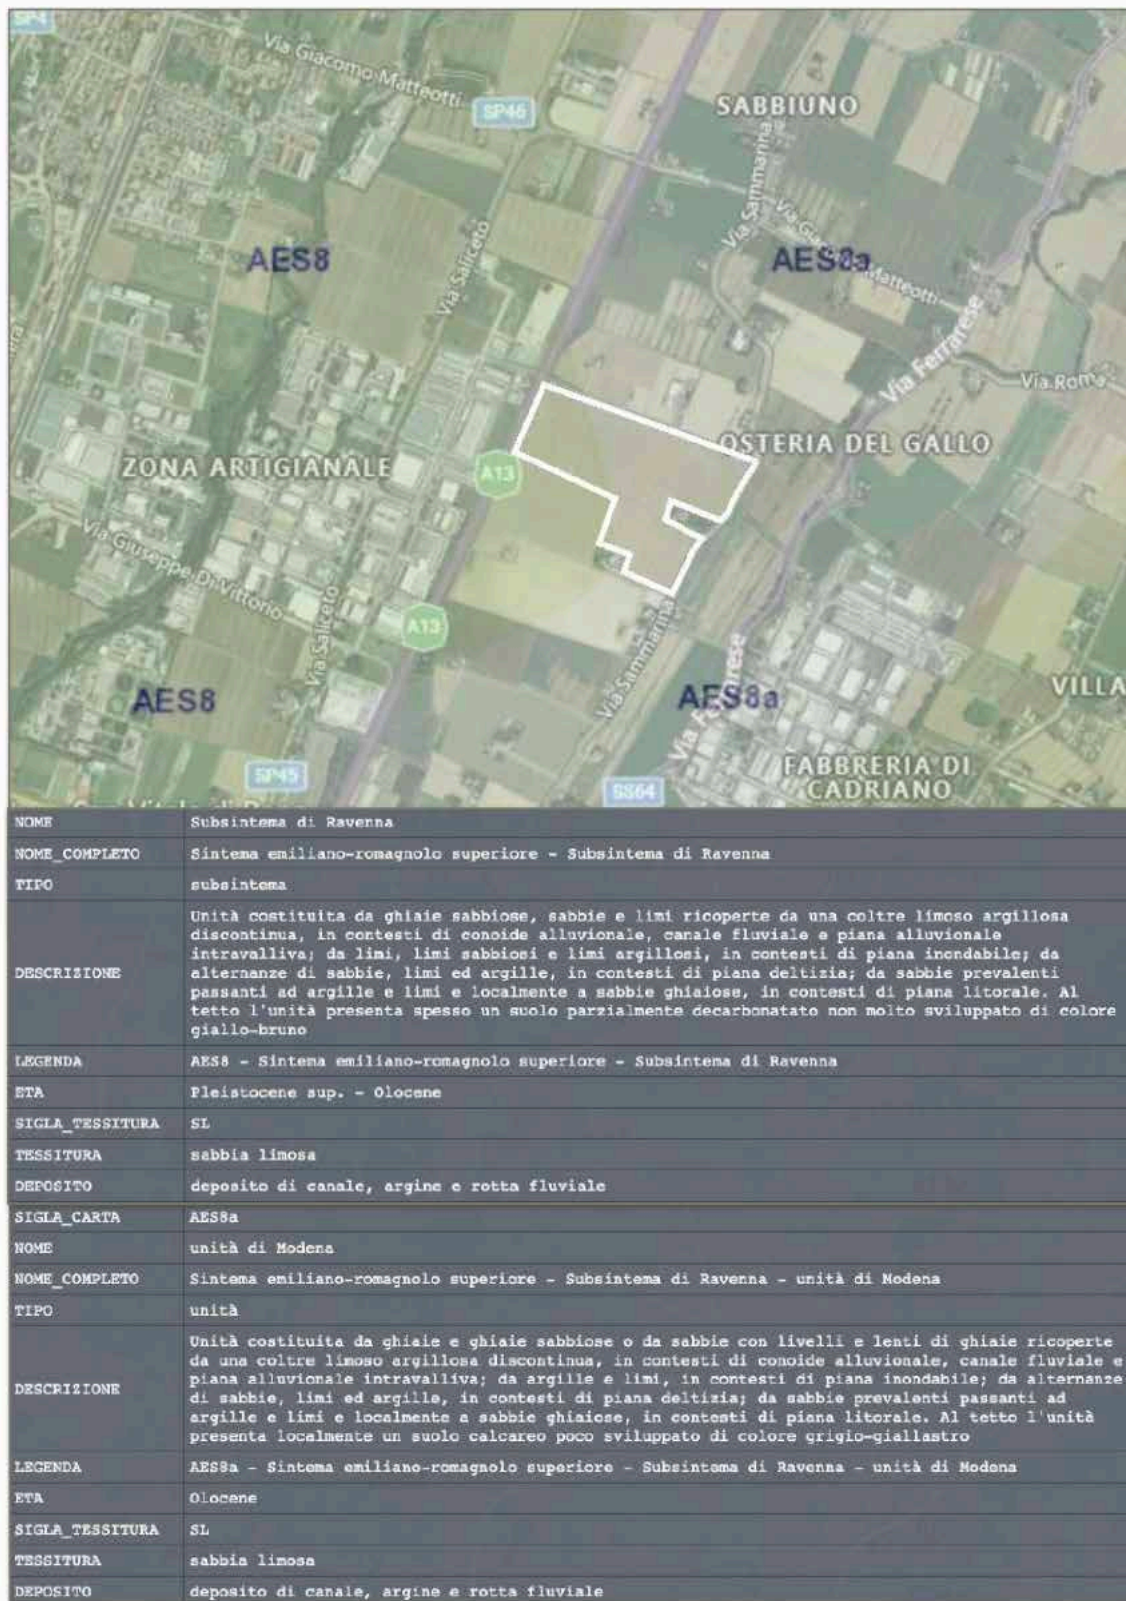 SP4
Via Giacomo Matteotti
SP46
SABBIUNO
Via Sammarina
AES8
Via Saliceto
AES8a
Matteotti
Via Ferrarese
Via Roma
ZONA ARTIGIANALE
A13
OSTERIA DEL GALLO
Via Giuseppe Di Vittorio
Via Saliceto
A13
Via Sammarina
AES8
AES8a
VILLA
SP45
SS64
FABBRERIA DI
CADRIANO
NOME Subsintema di Ravenna
NOME_COMPLETO Sintema emiliano-romagnolo superiore - Subsintema di Ravenna
TIPO subsintema
DESCRIZIONE Unità costituita da ghiaie sabbiose, sabbie e limi ricoperte da una coltre limoso argillosa
discontinua, in contesti di conoide alluvionale, canale fluviale e piana alluvionale
intravalliva; da limi, limi sabbiosi e limi argillosi, in contesti di piana inondabile; da
alternanze di sabbie, limi ed argille, in contesti di piana deltizia; da sabbie prevalenti
passanti ad argille e limi e localmente a sabbie ghiaiose, in contesti di piana litorale. Al
tetto l'unità presenta spesso un suolo parzialmente decarbonatato non molto sviluppato di colore
giallo-bruno
LEGENDA AES8 - Sintema emiliano-romagnolo superiore - Subsintema di Ravenna
ETA Pleistocene sup. - Olocene
SIGLA_TESSITURA SL
TESSITURA sabbia limosa
DEPOSITO deposito di canale, argine e rotta fluviale
SIGLA_CARTA AES8a
NOME unità di Modena
NOME_COMPLETO Sintema emiliano-romagnolo superiore - Subsintema di Ravenna - unità di Modena
TIPO unità
DESCRIZIONE Unità costituita da ghiaie e ghiaie sabbiose o da sabbie con livelli e lenti di ghiaie ricoperte
da una coltre limoso argillosa discontinua, in contesti di conoide alluvionale, canale fluviale e
piana alluvionale intravalliva; da argille e limi, in contesti di piana inondabile; da alternanze
di sabbie, limi ed argille, in contesti di piana deltizia; da sabbie prevalenti passanti ad
argille e limi e localmente a sabbie ghiaiose, in contesti di piana litorale. Al tetto l'unità
presenta localmente un suolo calcareo poco sviluppato di colore grigio-giallastro
LEGENDA AES8a - Sintema emiliano-romagnolo superiore - Subsintema di Ravenna - unità di Modena
ETA Olocene
SIGLA_TESSITURA SL
TESSITURA sabbia limosa
DEPOSITO deposito di canale, argine e rotta fluviale